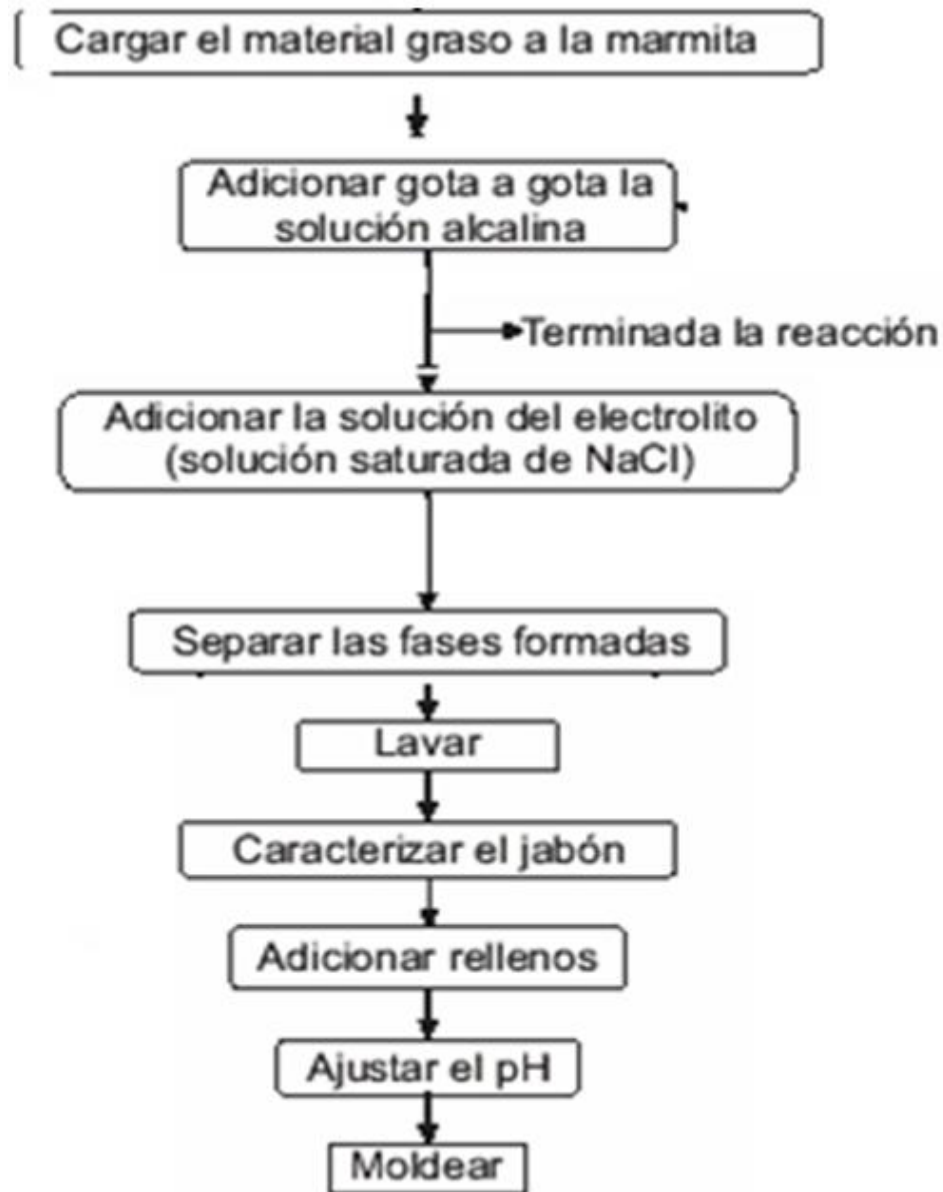 Cargar el material graso a la marmita
Adicionar gota a gota la
solución alcalina
Terminada la reacción
Adicionar la solución del electrolito
(solución saturada de NaCl)
Separar las fases formadas
Lavar
Caracterizar el jabón
Adicionar rellenos
Ajustar el pH
Moldear